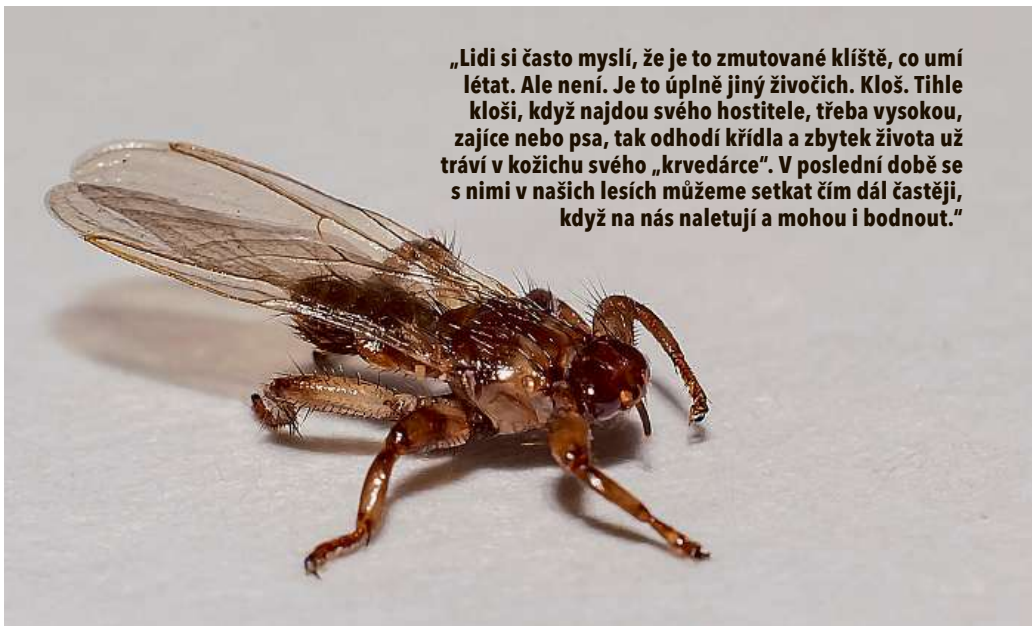 „Lidi si často myslí, že je to zmutované klíště, co umí
létat. Ale není. Je to úplně jiný živočich. Kloš. Tihle
kloši, když najdou svého hostitele, třeba vysokou,
zajíce nebo psa, tak odhodí křídla a zbytek života už
tráví v kožichu svého „krvedárce“. V poslední době se
s nimi v našich lesích můžeme setkat čím dál častěji,
když na nás naletují a mohou i bodnout.“